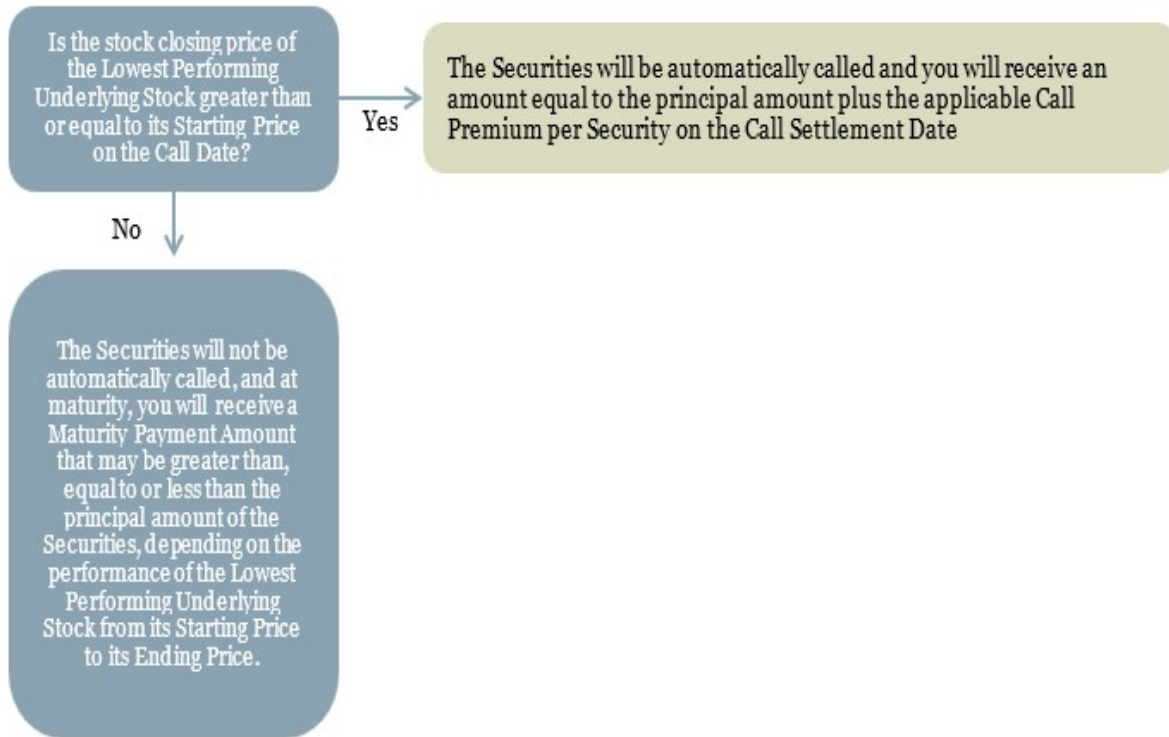 Is the stock closing price of
the Lowest Performing
Underlying Stock greater than
or equal to its Starting Price
on the Call Date?
Yes
The Securities will be automatically called and you will receive an
amount equal to the principal amount plus the applicable Call
Premium per Security on the Call Settlement Date
No
The Securities will not be
automatically called, and at
maturity, you will receive a
Maturity Payment Amount
that may be greater than,
equal to or less than the
principal amount of the
Securities, depending on the
performance of the Lowest
Performing Underlying
Stock from its Starting Price
to its Ending Price.